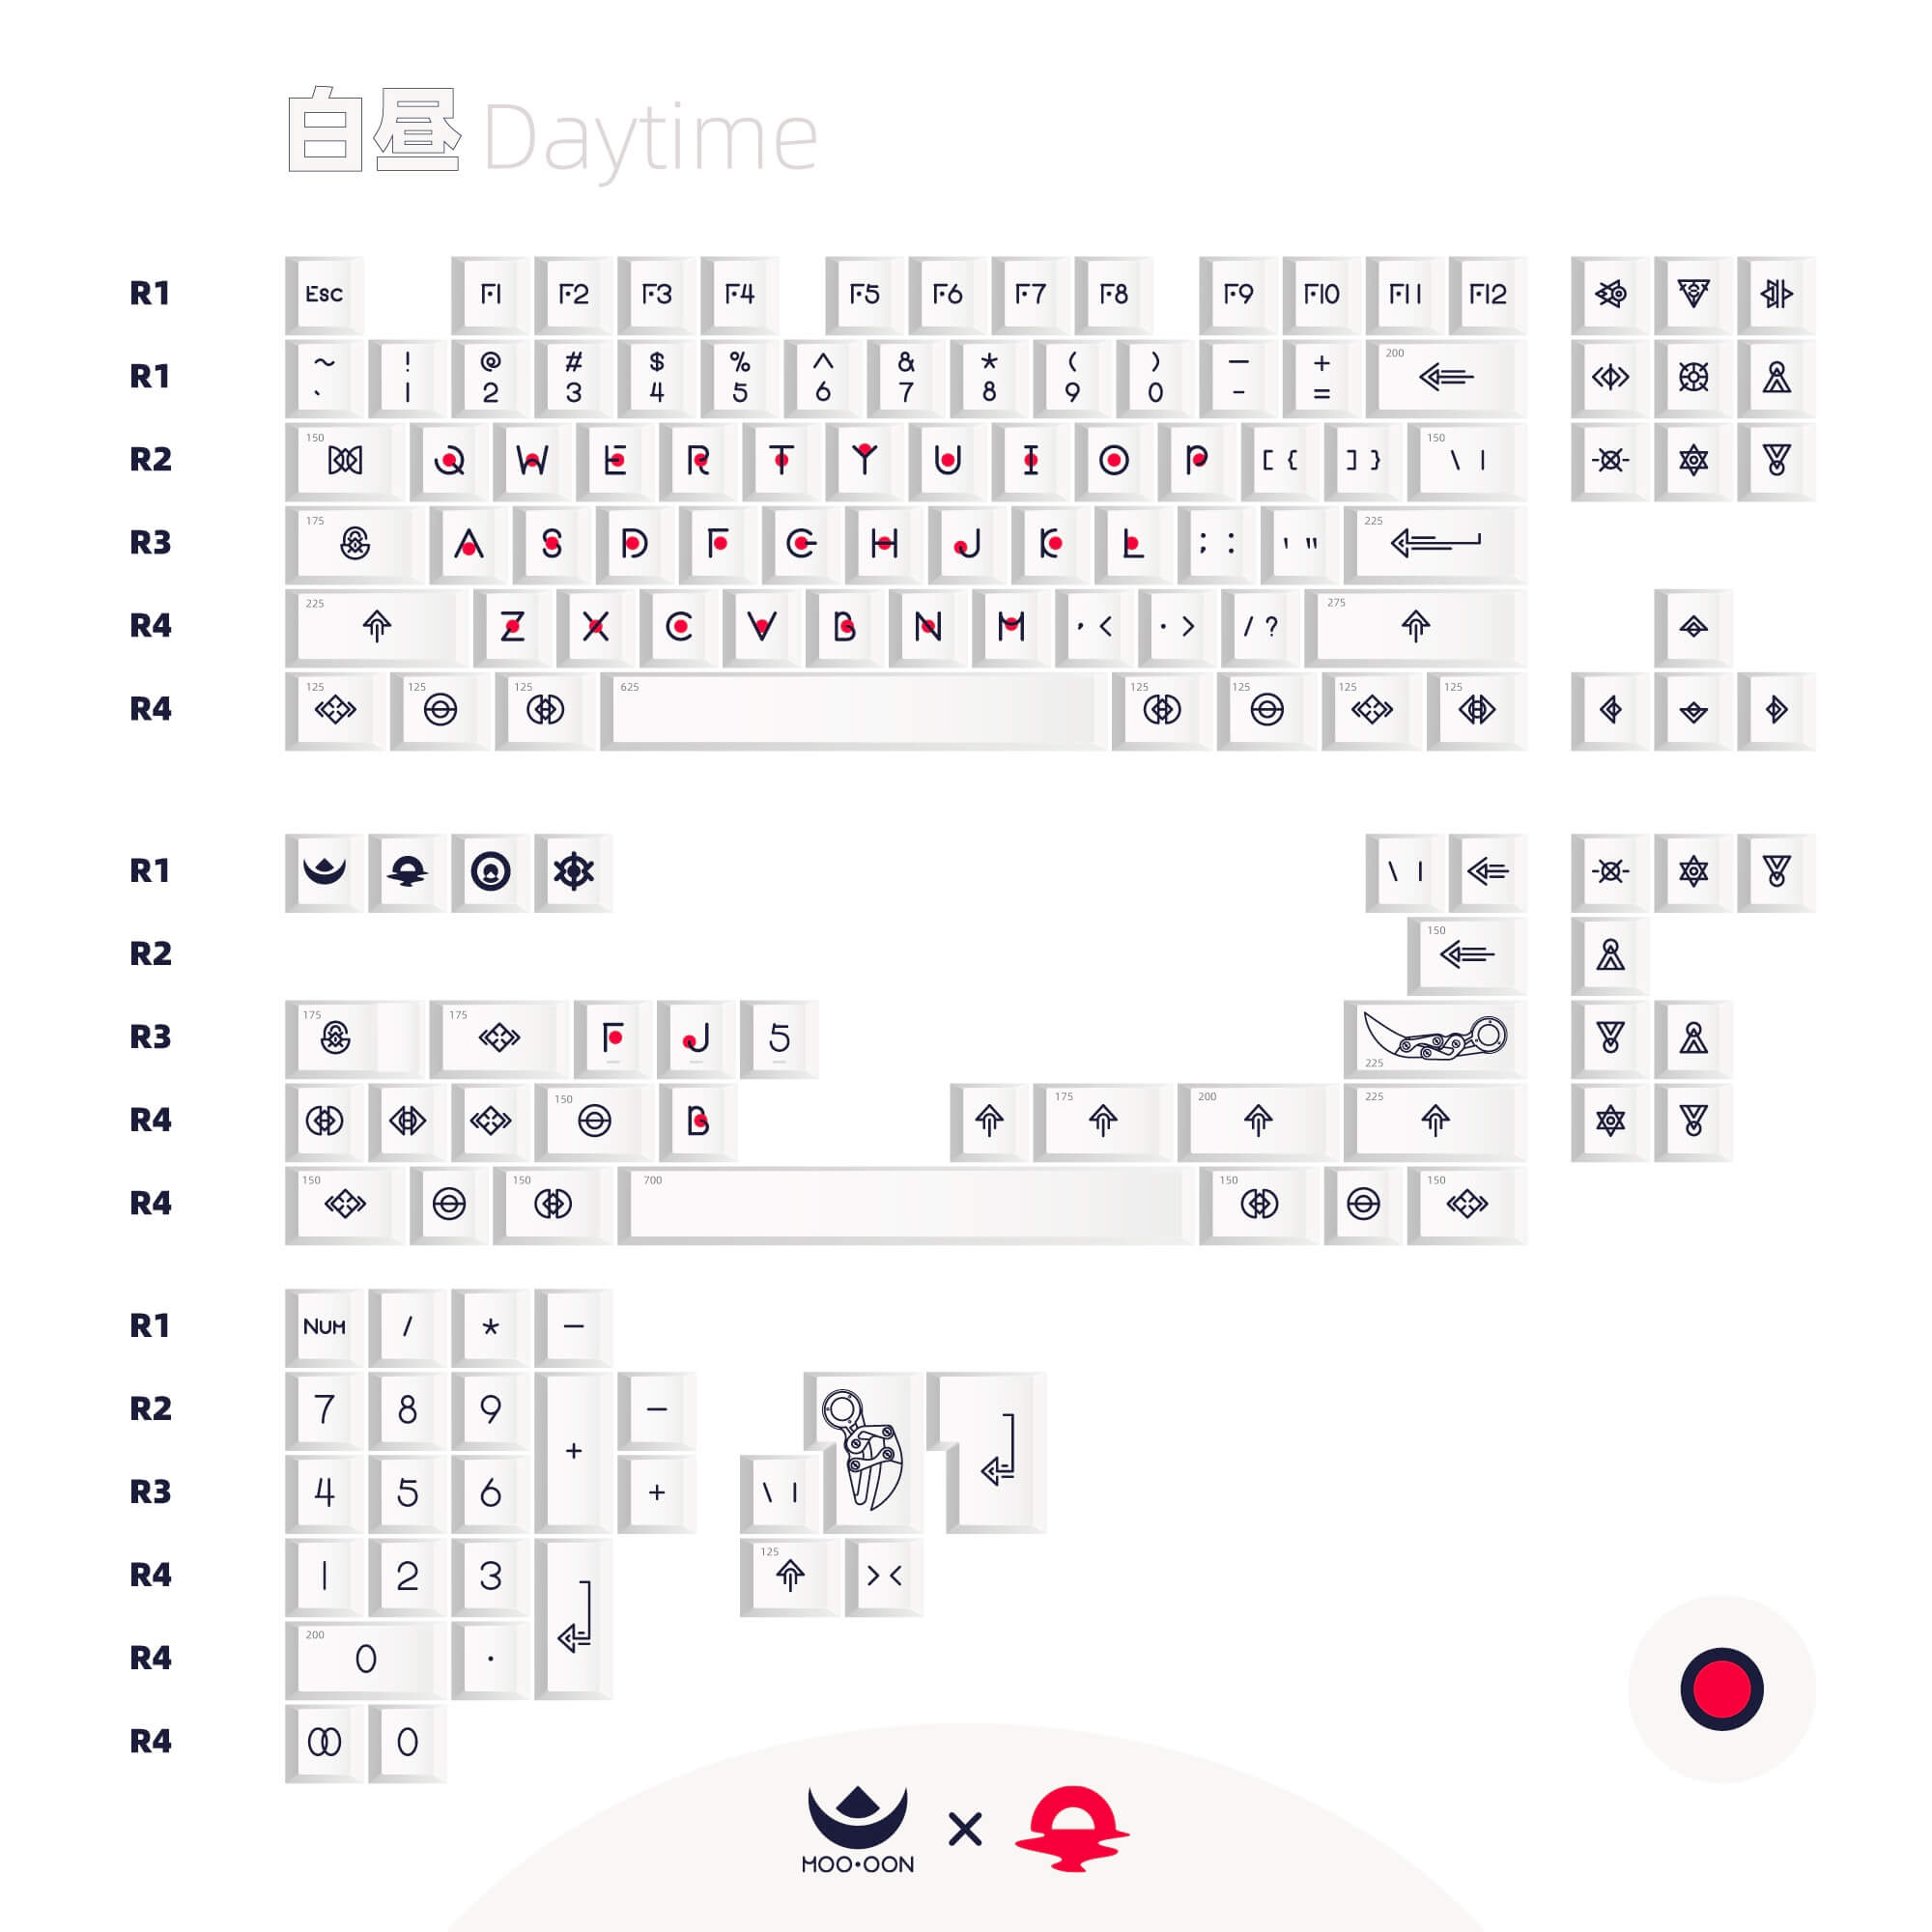 白昼 Daytime
R1 Esc F1 F2 F3 F4 F5 F6 F7 F8 F9 F10 F11 F12
R1 ~ ` ! 1 @ 2 # 3 $ 4 % 5 ^ 6 & 7 * 8 ( 9 ) 0 — - + = 200
R2 150 Q W E R T Y U I O P [ { ] } 150 \ |
R3 175 A S D F G H J K L ; : ' " 225
R4 225 Z X C V B N M , < . > / ? 275
R4 125 125 125 625 125 125 125 125
R1 \ |
R2 150
R3 175 175 F J 5 225
R4 150 B 175 200 225
R4 150 150 700 150 150
R1 Num / * —
R2 7 8 9 + —
R3 4 5 6 + \ |
R4 1 2 3 125 > <
R4 200 0 .
R4 00 0
MOO•OON ×